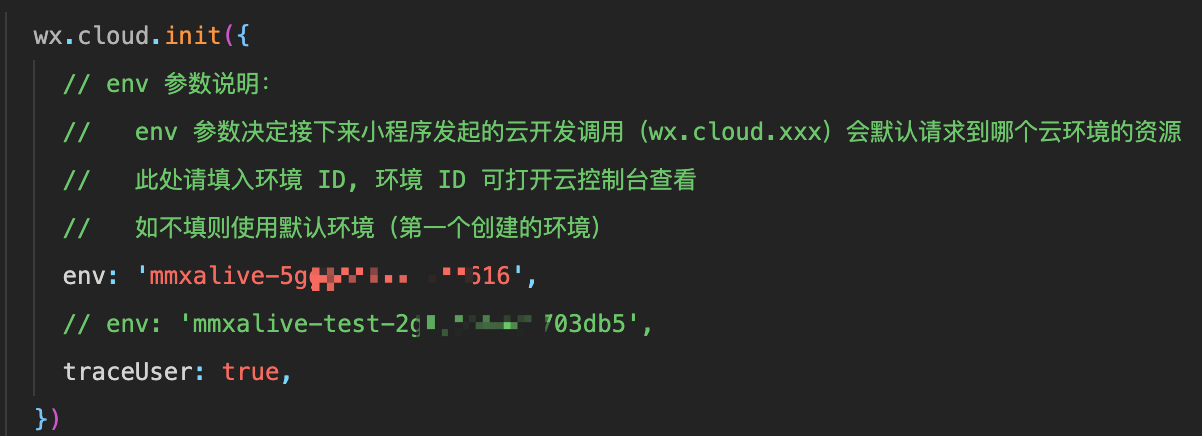 wx.cloud.init({
// env 参数说明：
// env 参数决定接下来小程序发起的云开发调用（wx.cloud.xxx）会默认请求到哪个云环境的资源
// 此处请填入环境 ID, 环境 ID 可打开云控制台查看
// 如不填则使用默认环境（第一个创建的环境）
env: 'mmxalive-5g 616',
// env: 'mmxalive-test-2g 703db5',
traceUser: true,
})